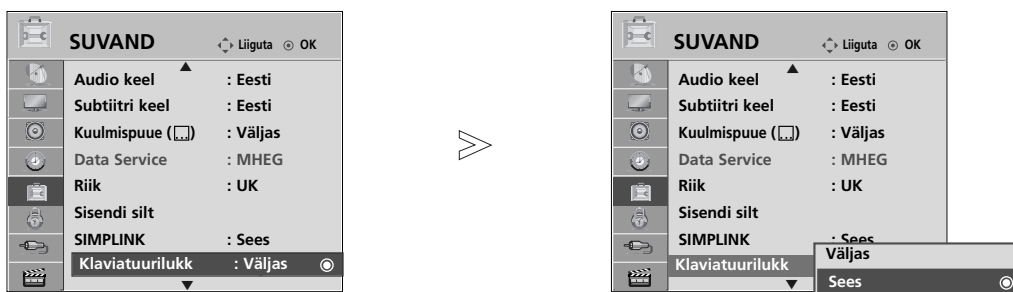 SUVAND Liiguta OK
Audio keel : Eesti
Subtiitri keel : Eesti
Kuulmispuue ( ) : Väljas
Data Service : MHEG
Riik : UK
Sisendi silt
SIMPLINK : Sees
Klaviatuurilukk : Väljas
SUVAND Liiguta OK
Audio keel : Eesti
Subtiitri keel : Eesti
Kuulmispuue ( ) : Väljas
Data Service : MHEG
Riik : UK
Sisendi silt
SIMPLINK : Sees
Klaviatuurilukk
Väljas
Sees